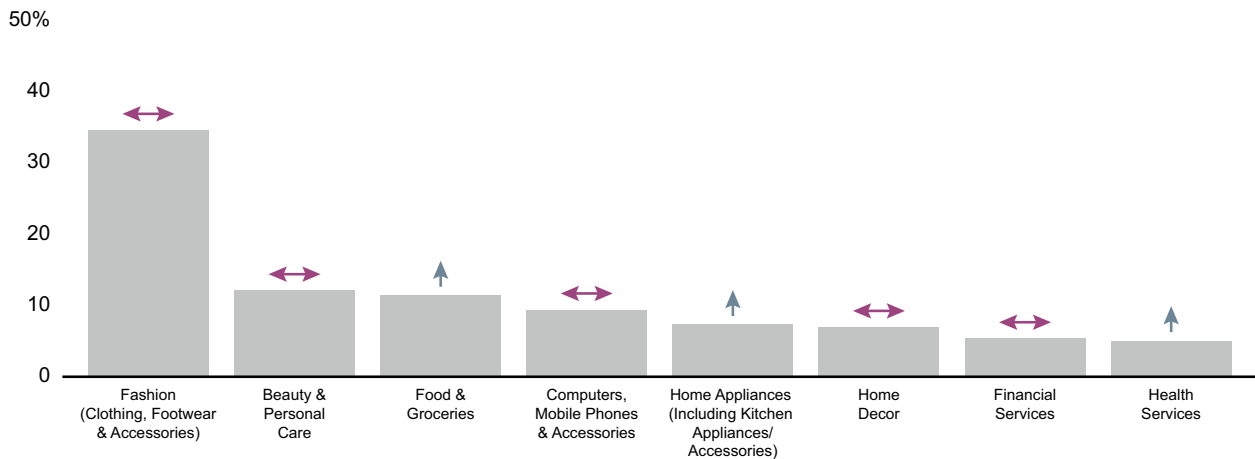 50%
40
30
20
10
0
Fashion
(Clothing, Footwear
& Accessories)
Beauty &
Personal
Care
Food &
Groceries
Computers,
Mobile Phones
& Accessories
Home Appliances
(Including Kitchen
Appliances/
Accessories)
Home
Decor
Financial
Services
Health
Services